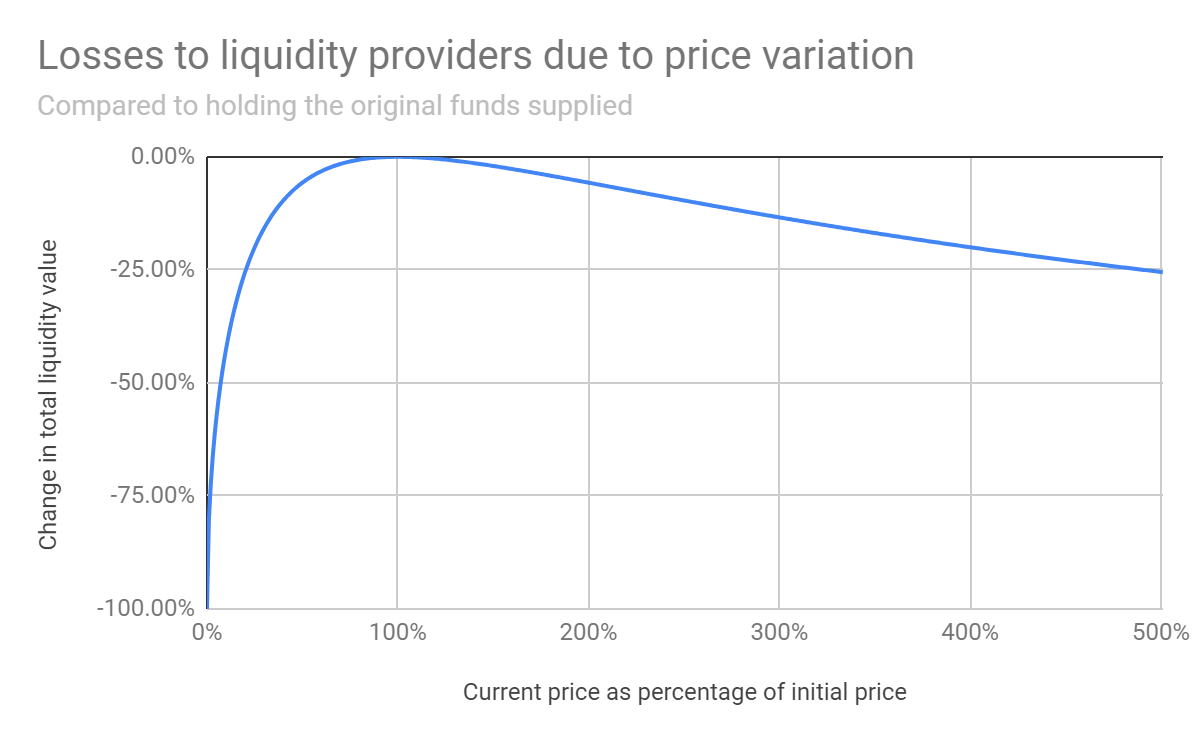 Losses to liquidity providers due to price variation
Compared to holding the original funds supplied
0.00%
-25.00%
-50.00%
-75.00%
-100.00%
Change in total liquidity value
0% 100% 200% 300% 400% 500%
Current price as percentage of initial price